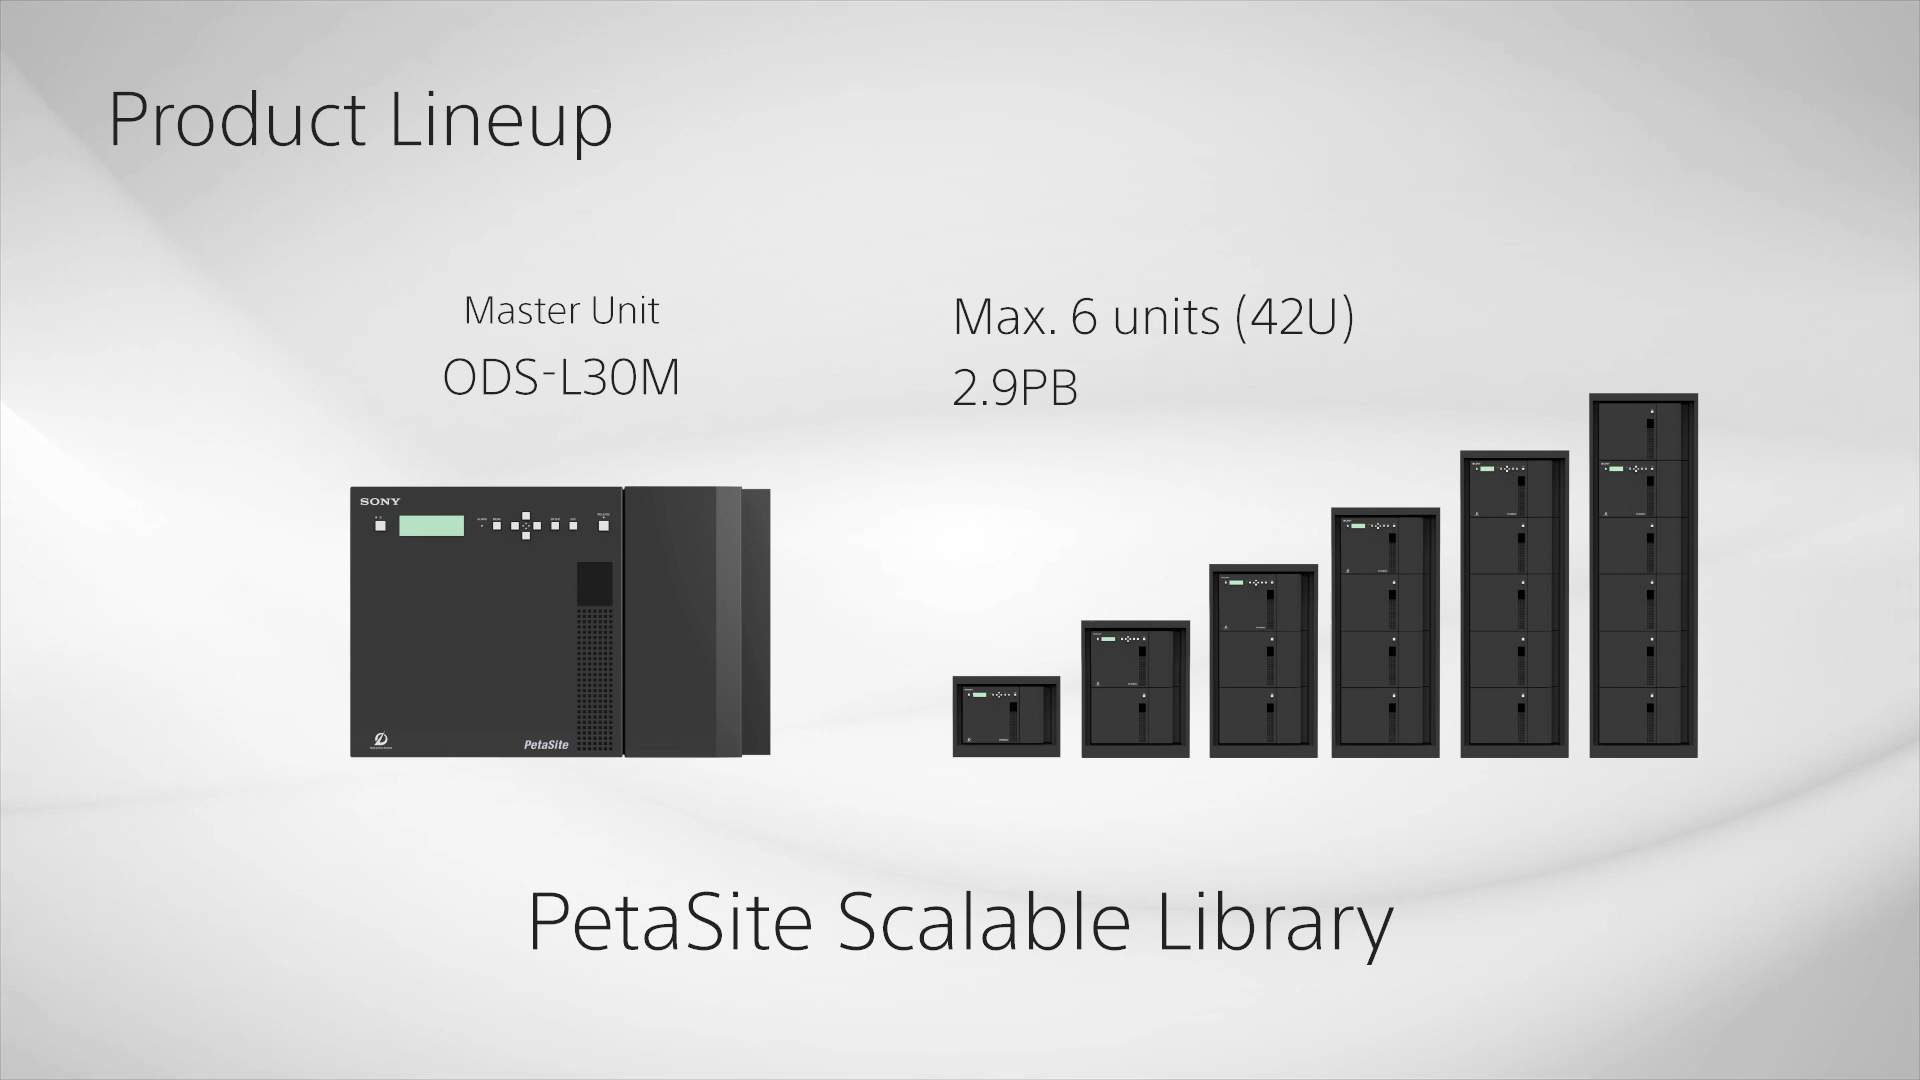 Product Lineup
Master Unit
ODS-L30M
Max. 6 units (42U)
2.9PB
SONY
PetaSite
PetaSite Scalable Library